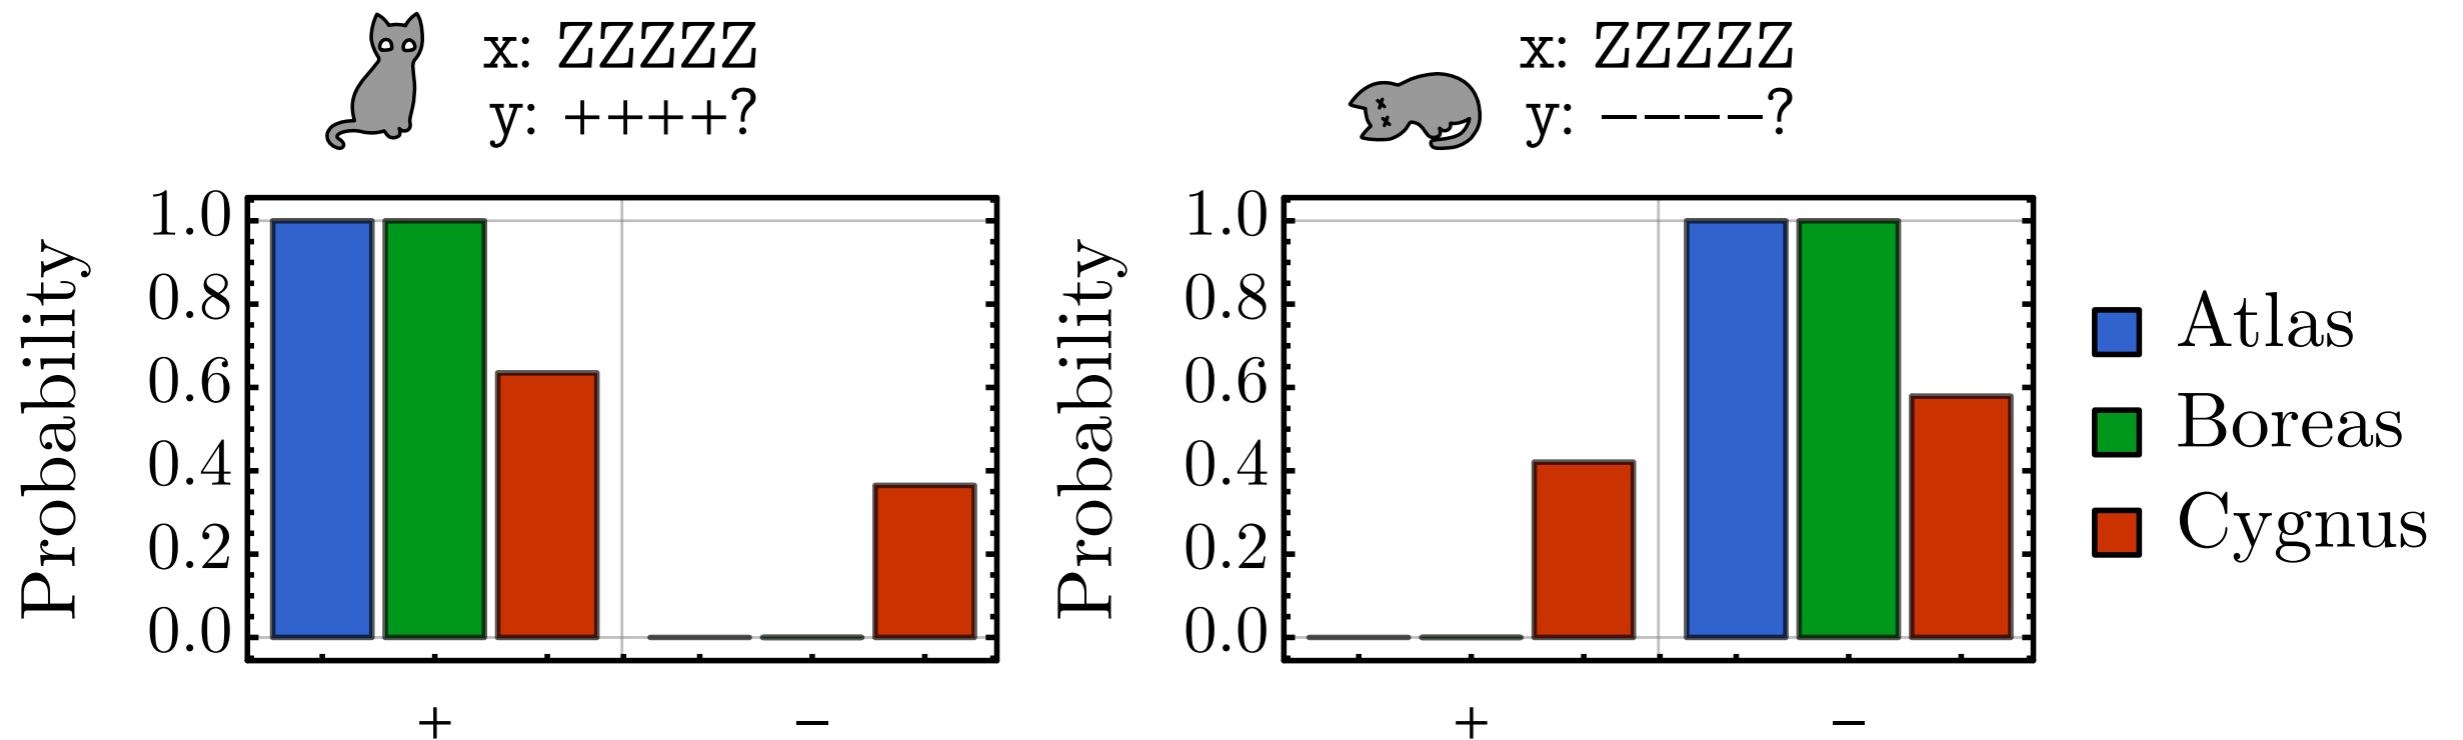 x: ZZZZZ
y: ++++?
Probability
1.0
0.8
0.6
0.4
0.2
0.0
+ −
x: ZZZZZ
y: −−−−?
Probability
1.0
0.8
0.6
0.4
0.2
0.0
+ −
Atlas
Boreas
Cygnus